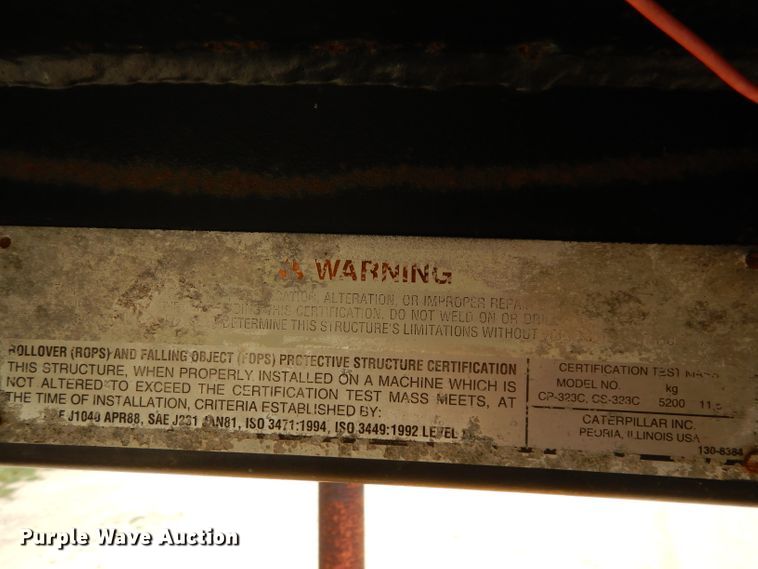 WARNING
ALTERATION, OR IMPROPER
THIS CERTIFICATION. DO NOT WELD ON OR
DETERMINE THIS STRUCTURE'S LIMITATIONS WITHOUT
ROLLOVER (ROPS) AND FALLING OBJECT (FOPS) PROTECTIVE STRUCTURE CERTIFICATION
THIS STRUCTURE, WHEN PROPERLY, INSTALLED ON A MACHINE WHICH IS
NOT ALTERED TO EXCEED THE CERTIFICATION TEST MASS MEETS, AT
THE TIME OF INSTALLATION, CRITERIA ESTABLISHED BY:
J1040 APR88, SAE J231 JAN81, ISO 3471:1994, ISO 3449:1992 LEVEL
CERTIFICATION TEST MASS
MODEL NO. kg
CP-323C, CS-323C 5200
CATERPILLAR INC.
PEORIA, ILLINOIS USA
130-8384
Purple Wave Auction